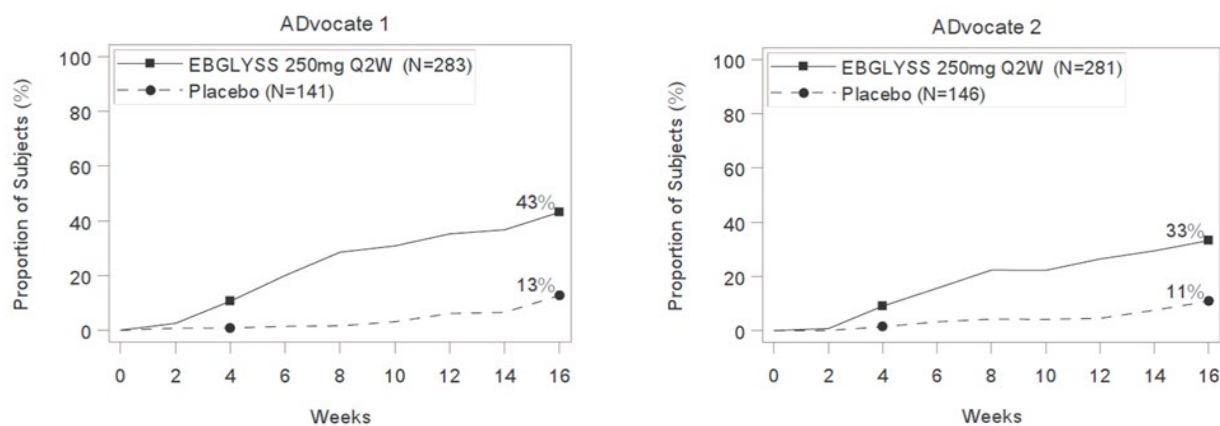 ADvocate 1
Proportion of Subjects (%)
100
80
60
40
20
0
EBGLYSS 250mg Q2W (N=283)
Placebo (N=141)
43%
13%
0 2 4 6 8 10 12 14 16
Weeks
ADvocate 2
Proportion of Subjects (%)
100
80
60
40
20
0
EBGLYSS 250mg Q2W (N=281)
Placebo (N=146)
33%
11%
0 2 4 6 8 10 12 14 16
Weeks